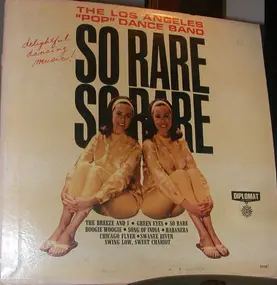 THE LOS ANGELES
"POP" DANCE BAND
delightful
dancing
music!
SO RARE
SO RARE
DIPLOMAT
THE BREEZE AND I • GREEN EYES • SO RARE
BOOGIE WOOGIE • SONG OF INDIA • HABANERA
CHICAGO FLYER • SWANEE RIVER
SWING LOW, SWEET CHARIOT